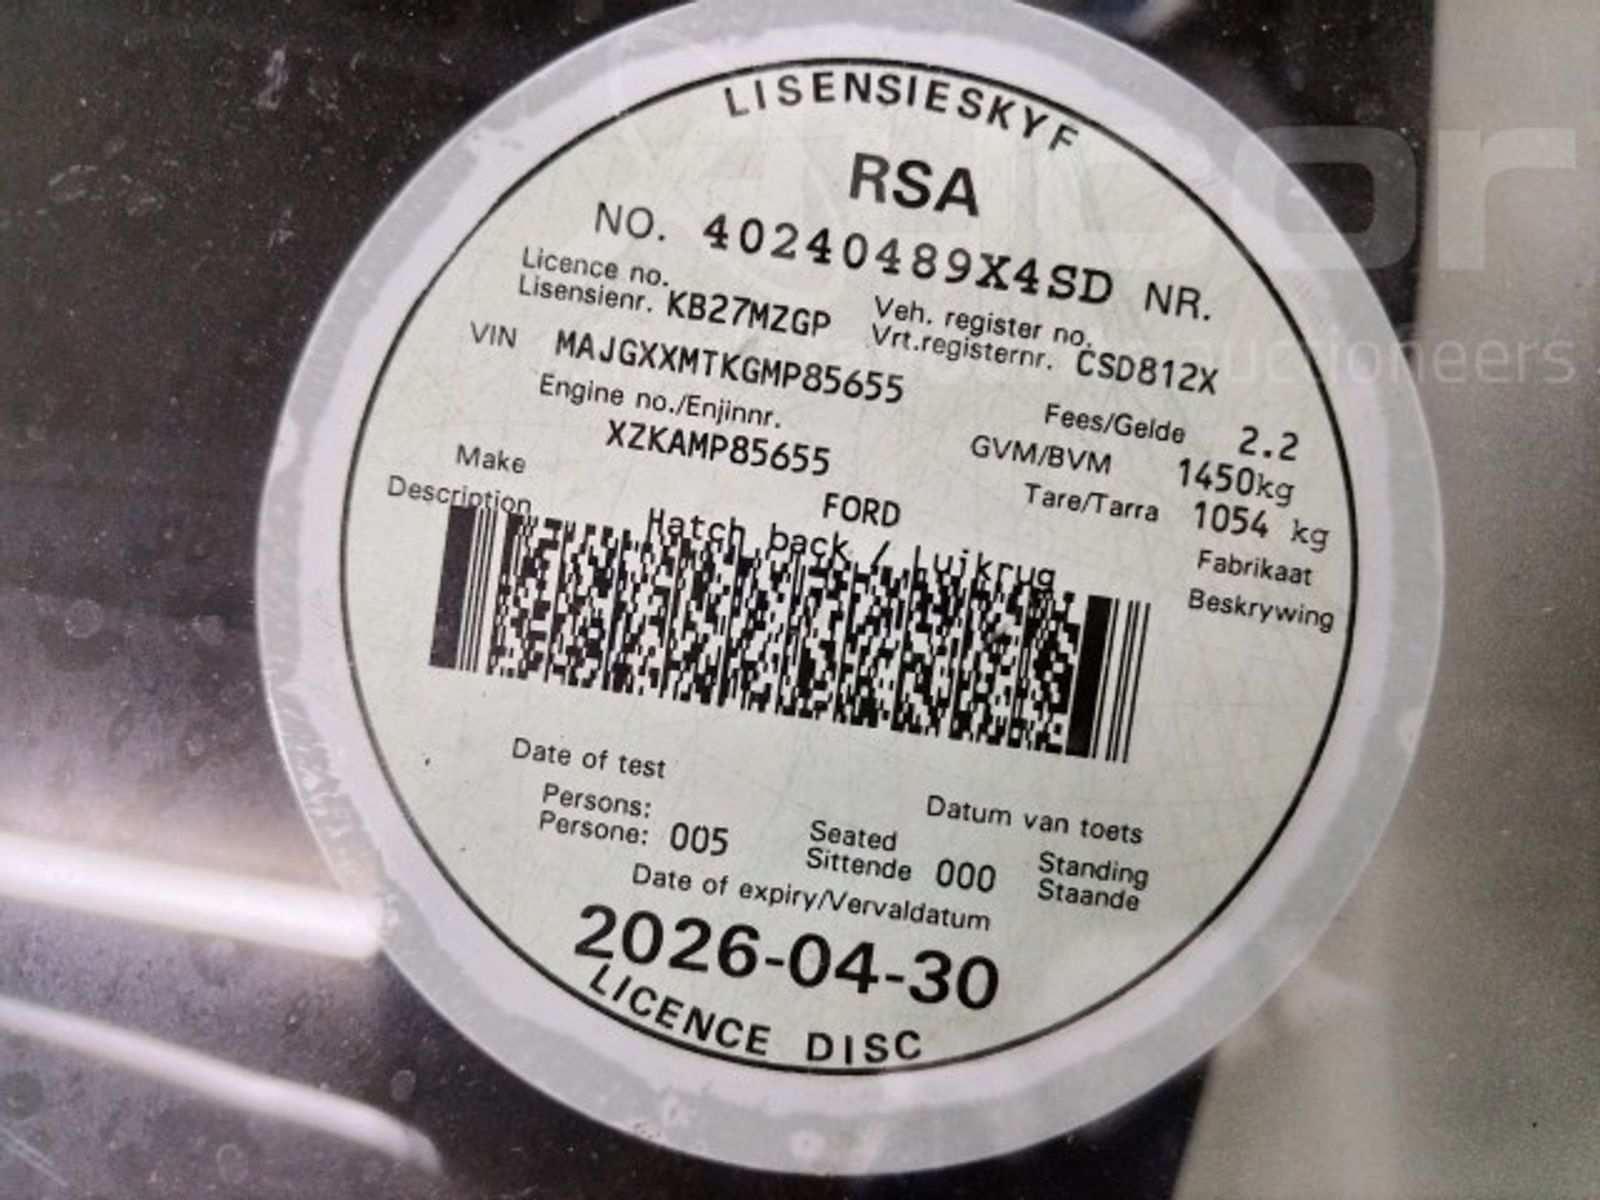 LISENSIESKYF
RSA
NO. 40240489X4SD NR.
Licence no.
Lisensienr. KB27MZGP
Veh. register no.
Vrt.registernr. CSD812X
VIN MAJGXXMTKGMP85655
Engine no./Enjinnr.
XZKAMP85655
Fees/Gelde 2.2
GVM/BVM 1450kg
Tare/Tarra 1054 kg
Make FORD Fabrikaat
Description Hatch back / Luikrug Beskrywing
Date of test Datum van toets
Persons:
Persone: 005
Seated
Sittende 000
Standing
Staande
Date of expiry/Vervaldatum
2026-04-30
LICENCE DISC
auctioneers